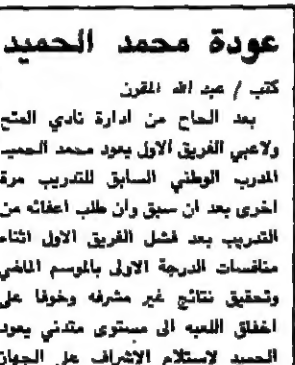 عودة محمد الحميد
كتب / عبد الله المقرن
بعد الحاح من ادارة نادي الفتح
ولاعبي الفريق الاول يعود محمد الحميد
المدرب الوطني السابق للتدريب مرة
اخرى بعد ان سبق وان طلب اعفائه من
التدريب بعد فشل الفريق الاول اثناء
منافسات الدرجة الاولى بالموسم الماضي
وتحقيق نتائج غير مشرفه وخوفا على
اللعبه الى مستوى متدني يعود
الحميد لاستلام الاشراف على الجهاز